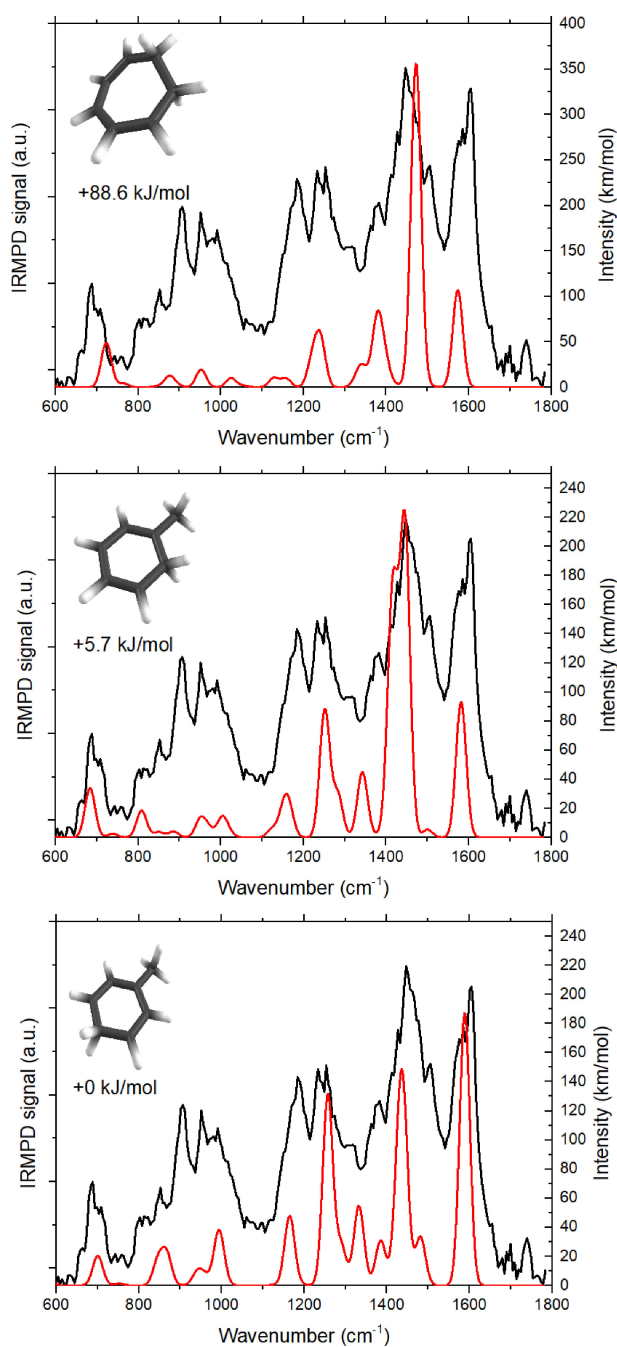 400
350
300
250
200
150
100
50
0
IRMPD signal (a.u.)
Intensity (km/mol)
+88.6 kJ/mol
600 800 1000 1200 1400 1600 1800
Wavenumber (cm⁻¹)
240
220
200
180
160
140
120
100
80
60
40
20
0
IRMPD signal (a.u.)
Intensity (km/mol)
+5.7 kJ/mol
600 800 1000 1200 1400 1600 1800
Wavenumber (cm⁻¹)
240
220
200
180
160
140
120
100
80
60
40
20
0
IRMPD signal (a.u.)
Intensity (km/mol)
+0 kJ/mol
600 800 1000 1200 1400 1600 1800
Wavenumber (cm⁻¹)